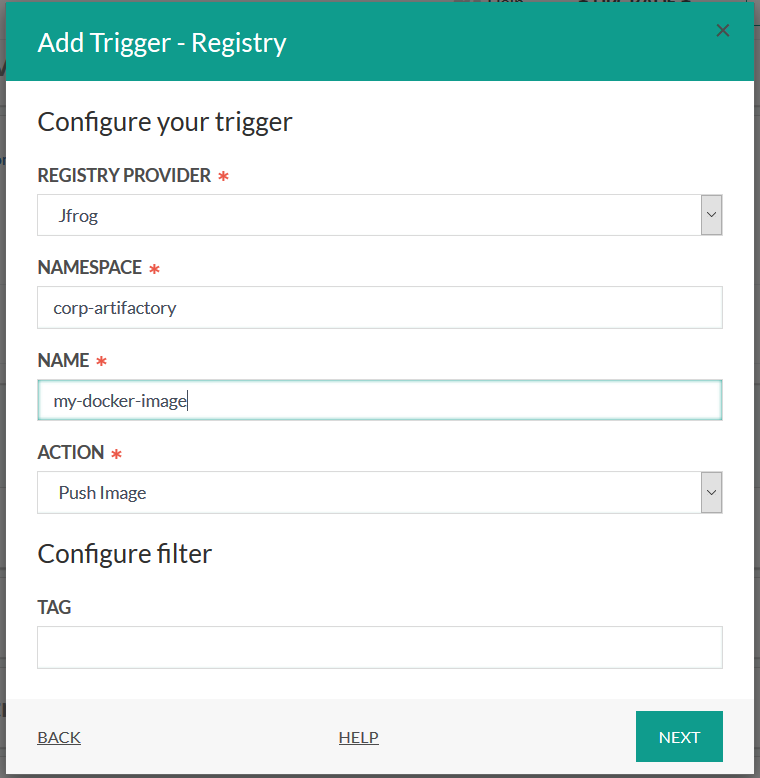 Add Trigger - Registry
Configure your trigger
REGISTRY PROVIDER *
Jfrog
NAMESPACE *
corp-artifactory
NAME *
my-docker-image
ACTION *
Push Image
Configure filter
TAG
BACK HELP NEXT